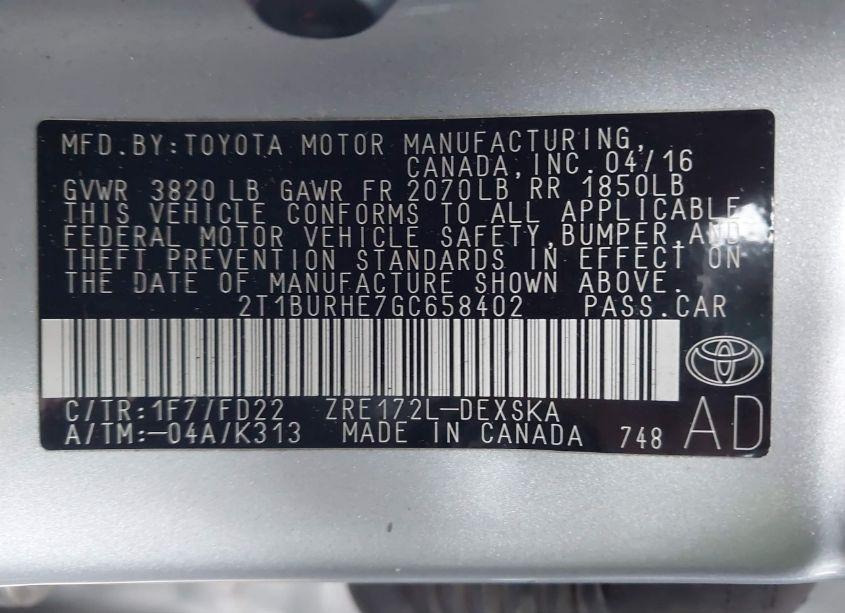 MFD.BY:TOYOTA MOTOR MANUFACTURING,
CANADA,INC.04/16
GVWR 3820LB GAWR FR 2070LB RR 1850LB
THIS VEHICLE CONFORMS TO ALL APPLICABLE
FEDERAL MOTOR VEHICLE SAFETY,BUMPER,AND
THEFT PREVENTION STANDARDS IN EFFECT ON
THE DATE OF MANUFACTURE SHOWN ABOVE.
2T1BURHE7GC658402 PASS.CAR
C/TR:1F7/FD22 ZRE172L-DEXSKA
A/TM:-04A/K313 MADE IN CANADA 748 AD